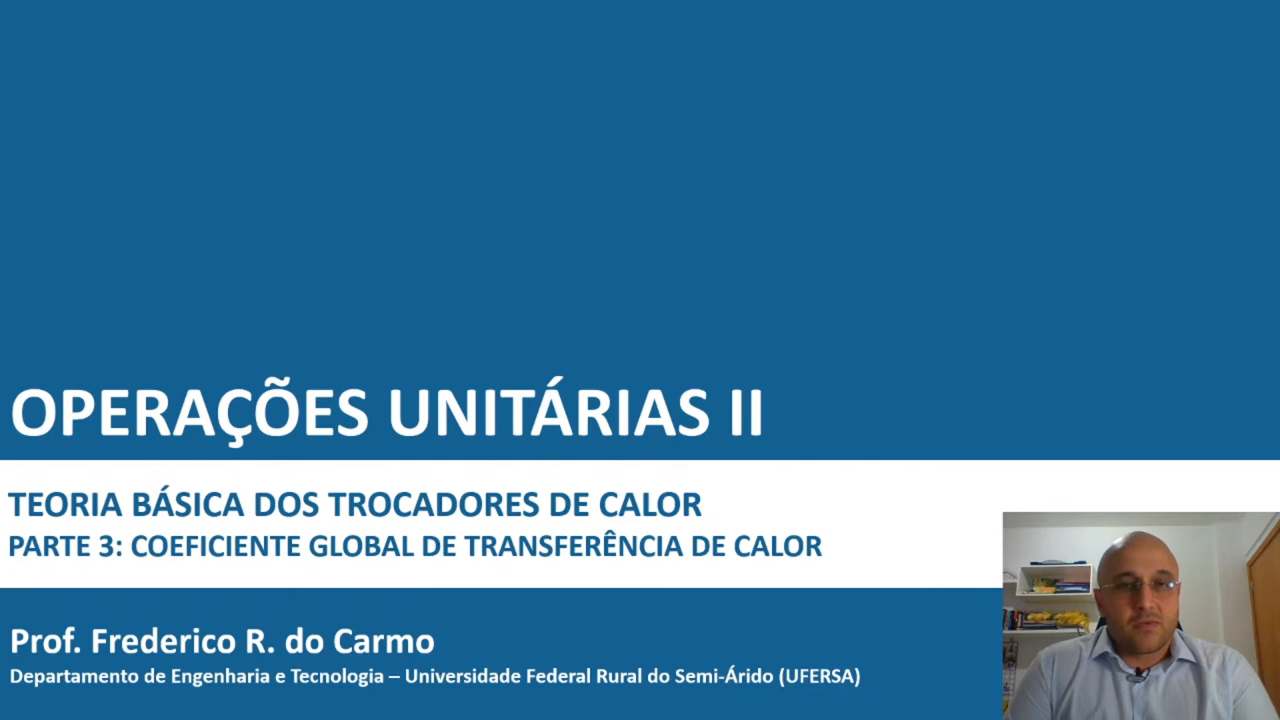 OPERAÇÕES UNITÁRIAS II
TEORIA BÁSICA DOS TROCADORES DE CALOR
PARTE 3: COEFICIENTE GLOBAL DE TRANSFERÊNCIA DE CALOR
Prof. Frederico R. do Carmo
Departamento de Engenharia e Tecnologia – Universidade Federal Rural do Semi-Árido (UFERSA)